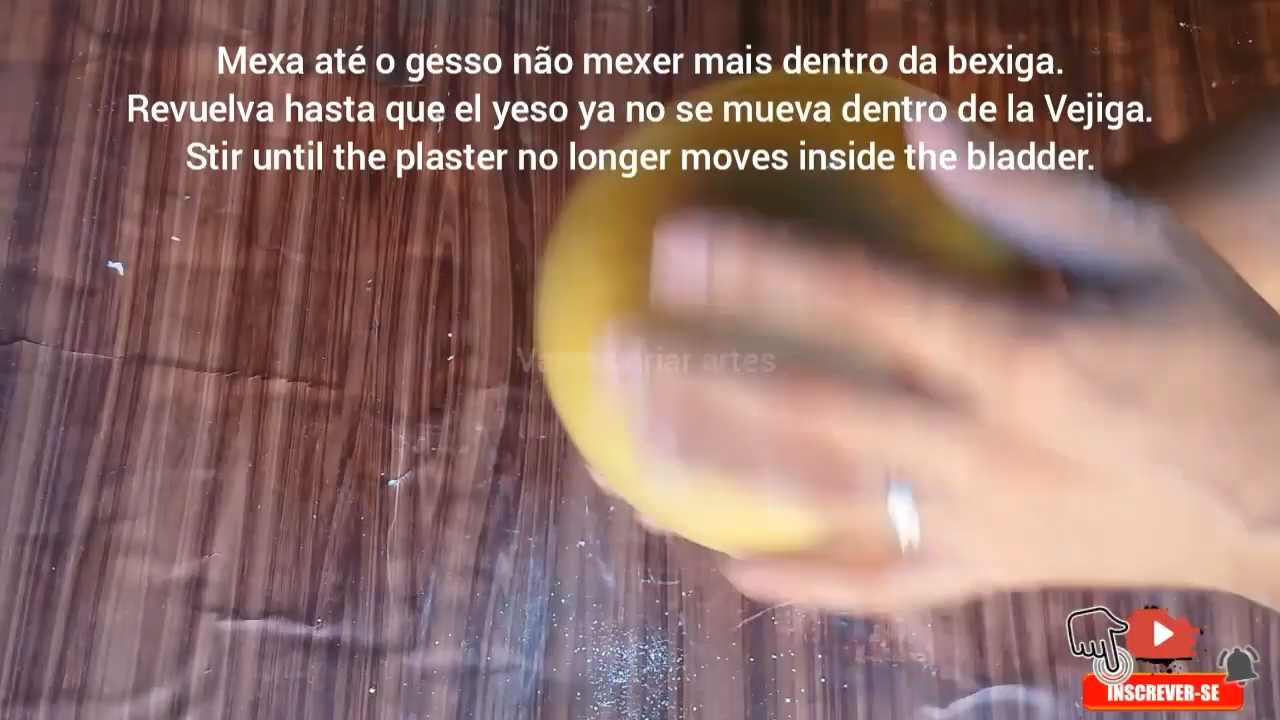 Mexa até o gesso não mexer mais dentro da bexiga.
Revuelva hasta que el yeso ya no se mueva dentro de la Vejiga.
Stir until the plaster no longer moves inside the bladder.
artes
INSCREVER-SE